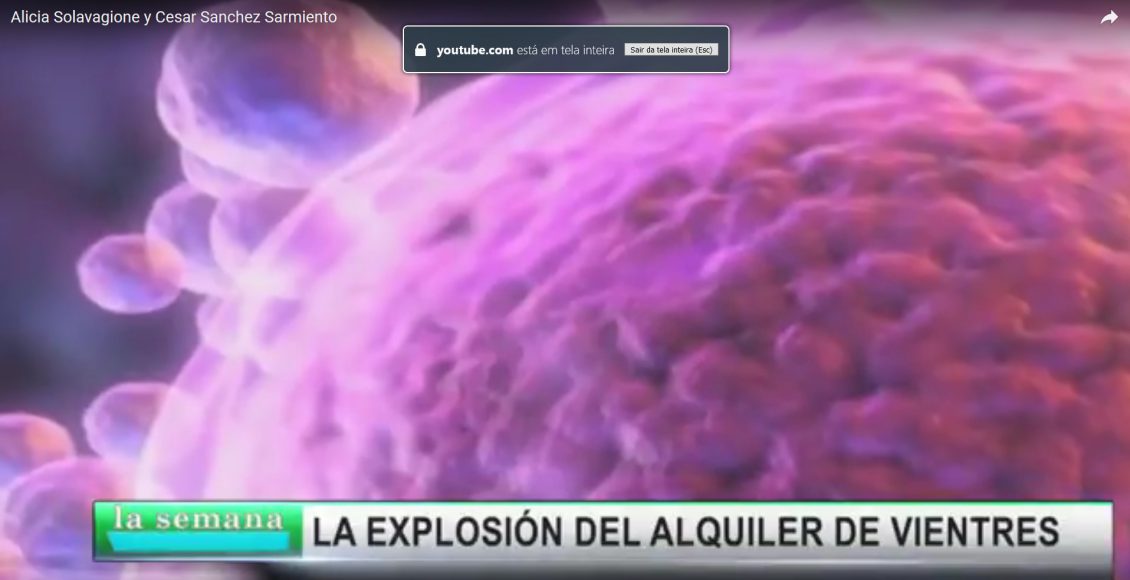 Alicia Solavagione y Cesar Sanchez Sarmiento
youtube.com está em tela inteira Sair da tela inteira (Esc)
la semana
LA EXPLOSIÓN DEL ALQUILER DE VIENTRES